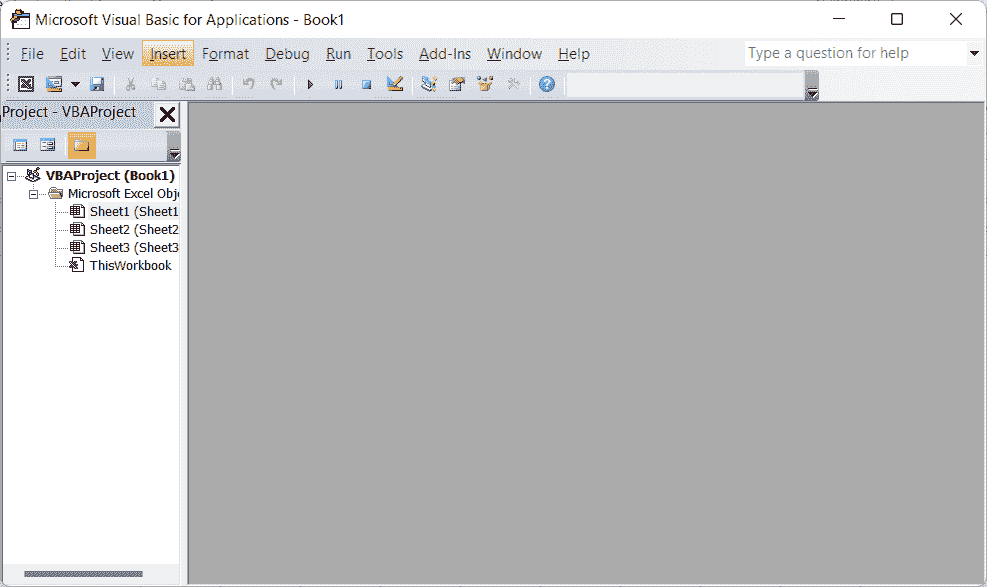 Microsoft Visual Basic for Applications - Book1
File Edit View Insert Format Debug Run Tools Add-Ins Window Help Type a question for help
Project - VBAProject
VBAProject (Book1)
Microsoft Excel Obj
Sheet1 (Sheet1
Sheet2 (Sheet2
Sheet3 (Sheet3
ThisWorkbook